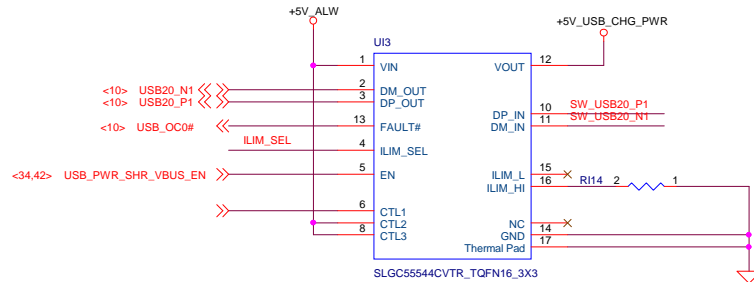 +5V_ALW
+5V_USB_CHG_PWR
UI3
1 VIN VOUT 12
<10> USB20_N1 2 DM_OUT
<10> USB20_P1 3 DP_OUT
DP_IN 10 SW_USB20_P1
<10> USB_OC0# 13 FAULT# DM_IN 11 SW_USB20_N1
ILIM_SEL 4 ILIM_SEL
<34,42> USB_PWR_SHR_VBUS_EN 5 EN ILIM_L 15
ILIM_HI 16 RI14 2 1
6 CTL1
CTL2 NC
8 CTL3 GND 14
Thermal Pad 17
SLGC55544CVTR_TQFN16_3X3